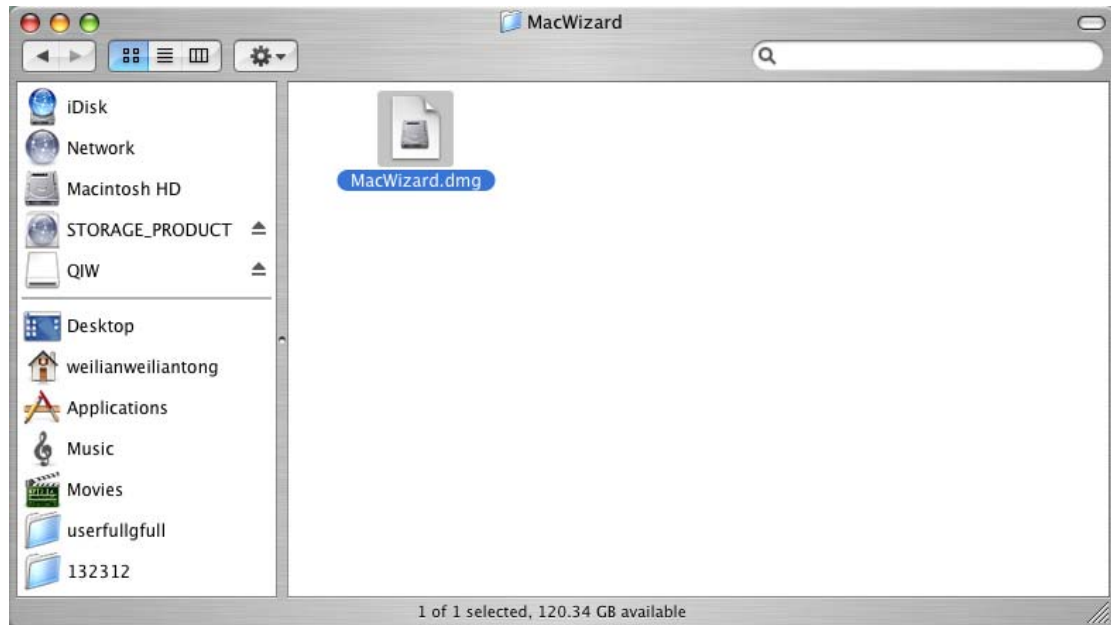 MacWizard
iDisk
Network
Macintosh HD
STORAGE_PRODUCT
QIW
Desktop
weilianweiliantong
Applications
Music
Movies
userfullgfull
132312
MacWizard.dmg
1 of 1 selected, 120.34 GB available